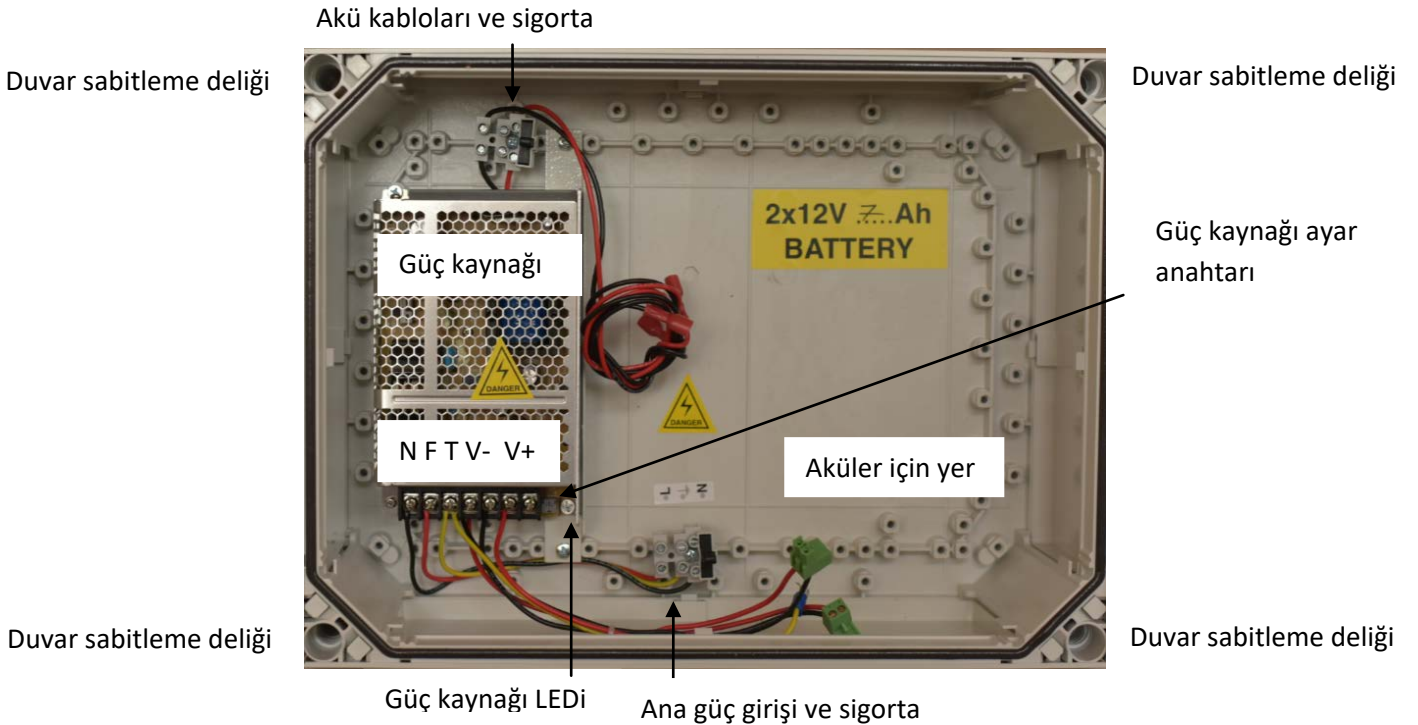 Akü kabloları ve sigorta
Duvar sabitleme deliği
Duvar sabitleme deliği
2x12V 7....Ah
BATTERY
Güç kaynağı ayar
anahtarı
Güç kaynağı
DANGER
DANGER
N F T V- V+
Aküler için yer
L ⏚ N
Duvar sabitleme deliği
Duvar sabitleme deliği
Güç kaynağı LEDi
Ana güç girişi ve sigorta